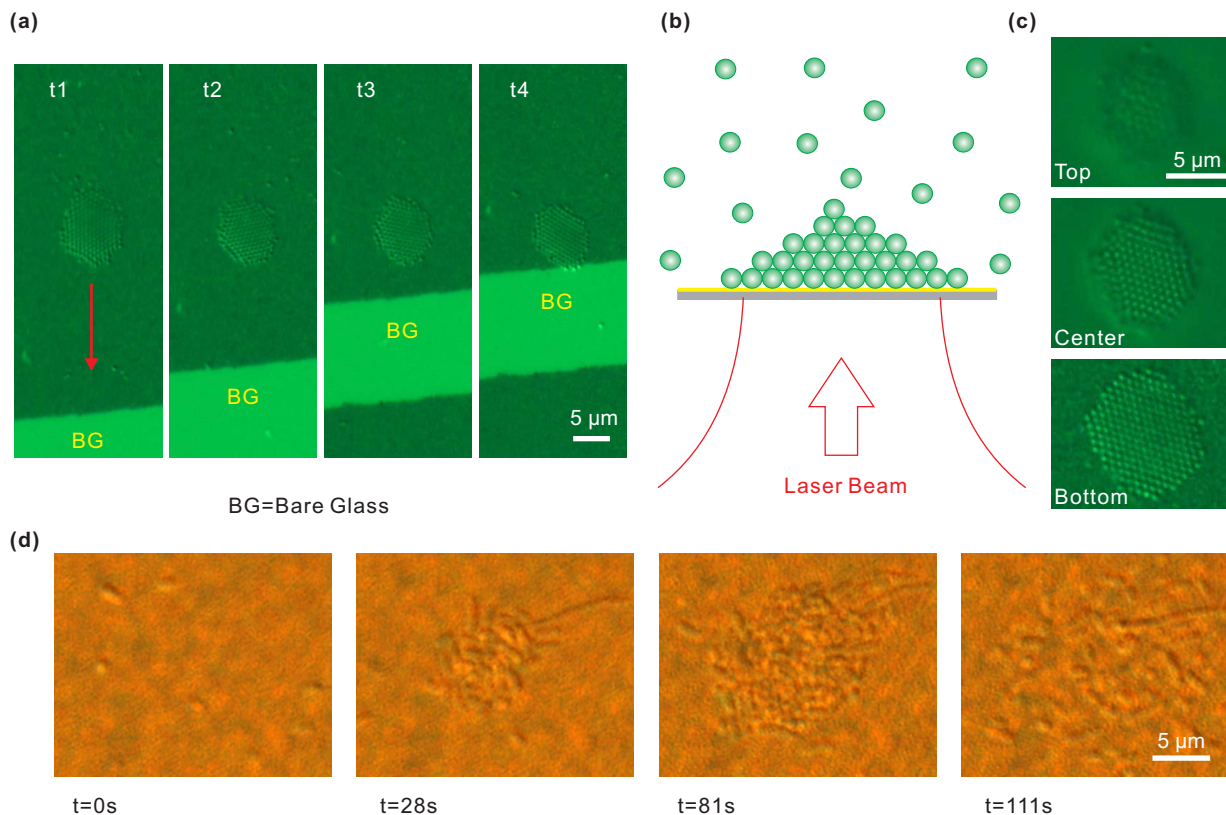 (a)
t1
t2
t3
t4
BG
BG
BG
BG
5 µm
BG=Bare Glass
(b)
Laser Beam
(c)
Top
5 µm
Center
Bottom
(d)
5 µm
t=0s
t=28s
t=81s
t=111s